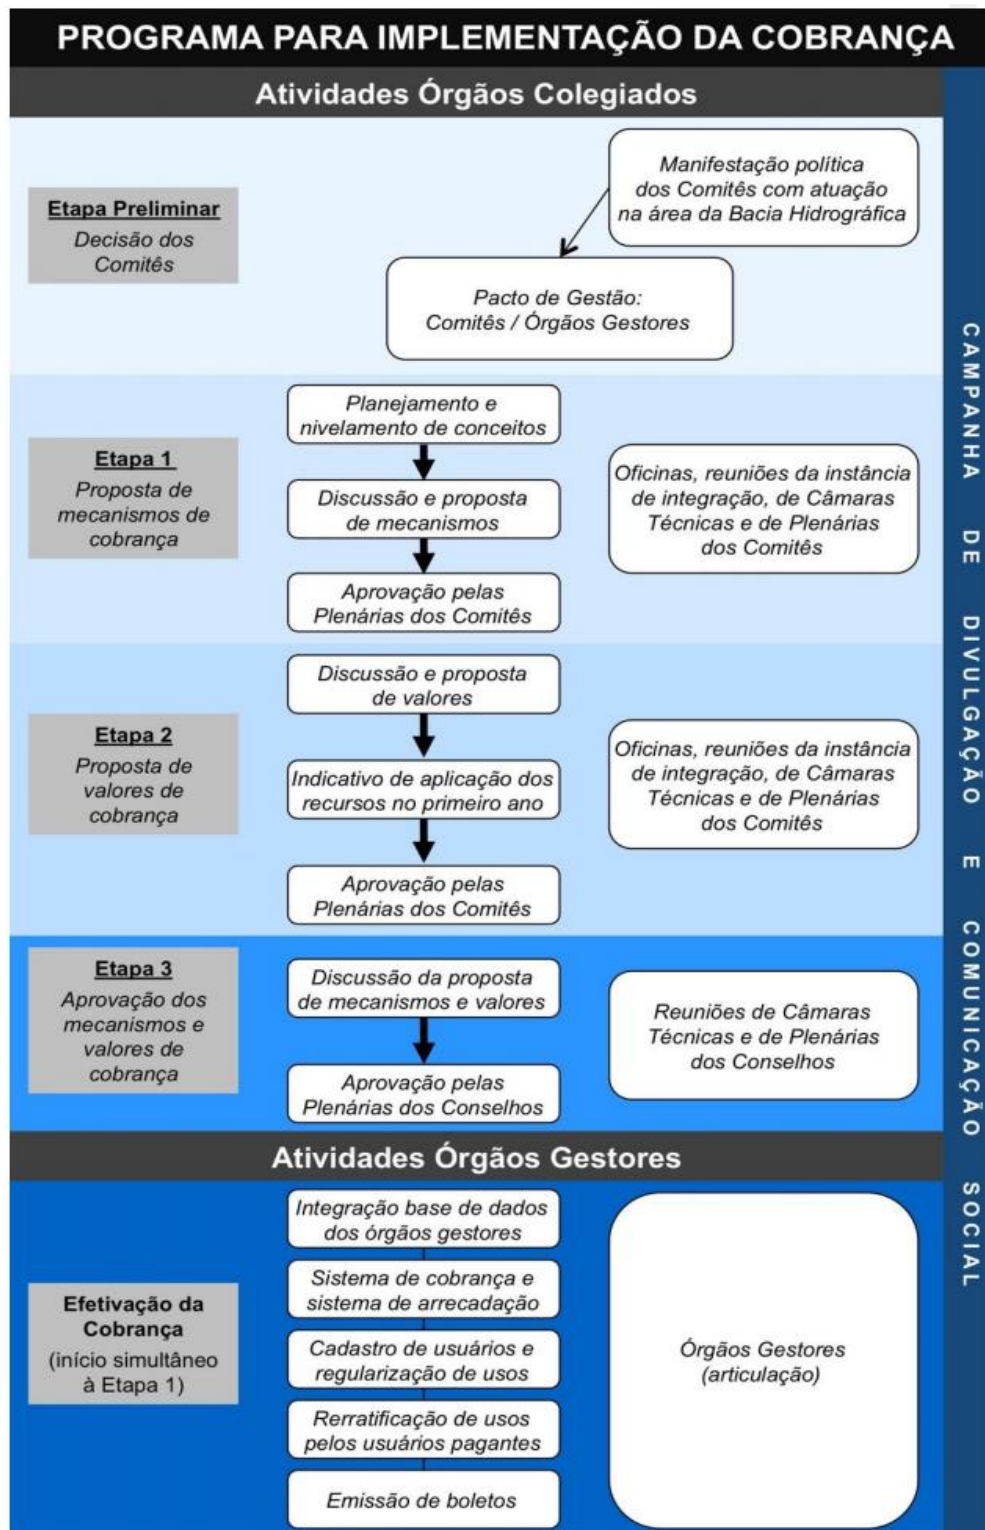 PROGRAMA PARA IMPLEMENTAÇÃO DA COBRANÇA
Atividades Órgãos Colegiados
Etapa Preliminar
Decisão dos
Comitês
Manifestação política
dos Comitês com atuação
na área da Bacia Hidrográfica
Pacto de Gestão:
Comitês / Órgãos Gestores
Etapa 1
Proposta de
mecanismos de
cobrança
Planejamento e
nivelamento de conceitos
Discussão e proposta
de mecanismos
Aprovação pelas
Plenárias dos Comitês
Oficinas, reuniões da instância
de integração, de Câmaras
Técnicas e de Plenárias
dos Comitês
Etapa 2
Proposta de
valores de
cobrança
Discussão e proposta
de valores
Indicativo de aplicação dos
recursos no primeiro ano
Aprovação pelas
Plenárias dos Comitês
Oficinas, reuniões da instância
de integração, de Câmaras
Técnicas e de Plenárias
dos Comitês
Etapa 3
Aprovação dos
mecanismos e
valores de
cobrança
Discussão da proposta
de mecanismos e valores
Aprovação pelas
Plenárias dos Conselhos
Reuniões de Câmaras
Técnicas e de Plenárias
dos Conselhos
Atividades Órgãos Gestores
Efetivação da
Cobrança
(início simultâneo
à Etapa 1)
Integração base de dados
dos órgãos gestores
Sistema de cobrança e
sistema de arrecadação
Cadastro de usuários e
regularização de usos
Rerratificação de usos
pelos usuários pagantes
Emissão de boletos
Órgãos Gestores
(articulação)
CAMPANHA DE DIVULGAÇÃO E COMUNICAÇÃO SOCIAL